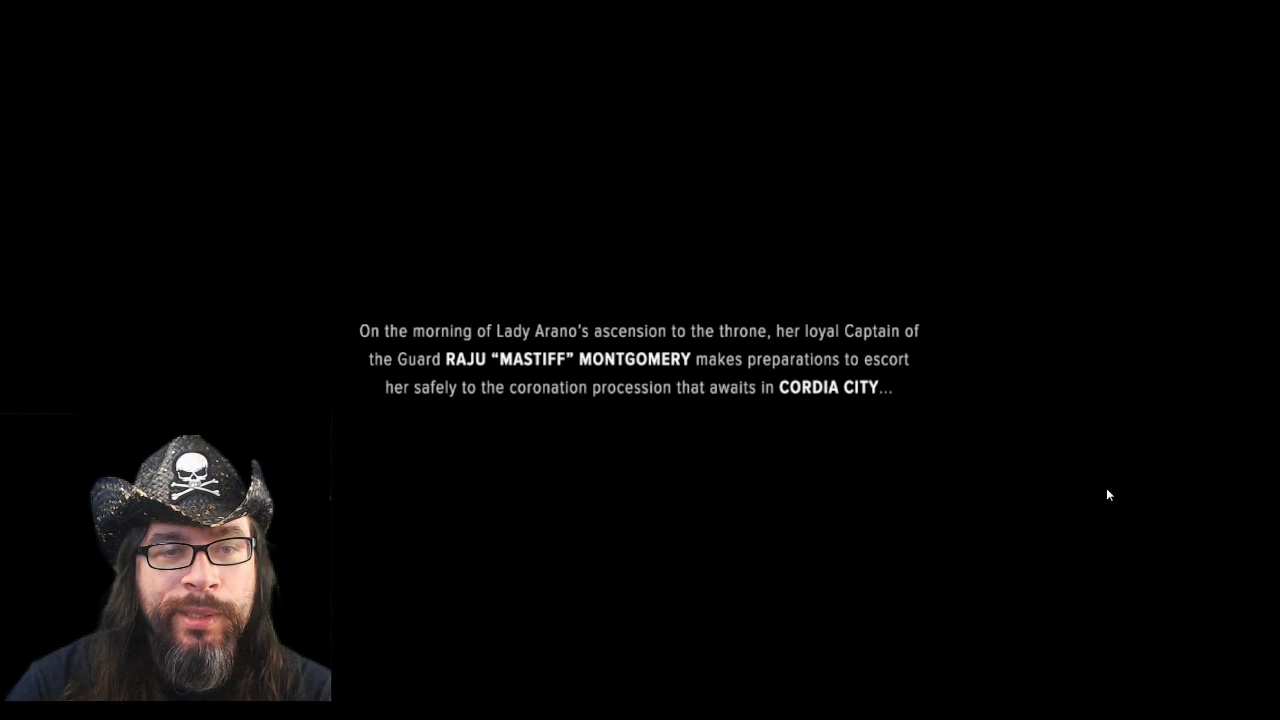 On the morning of Lady Arano’s ascension to the throne, her loyal Captain of
the Guard RAJU “MASTIFF” MONTGOMERY makes preparations to escort
her safely to the coronation procession that awaits in CORDIA CITY...